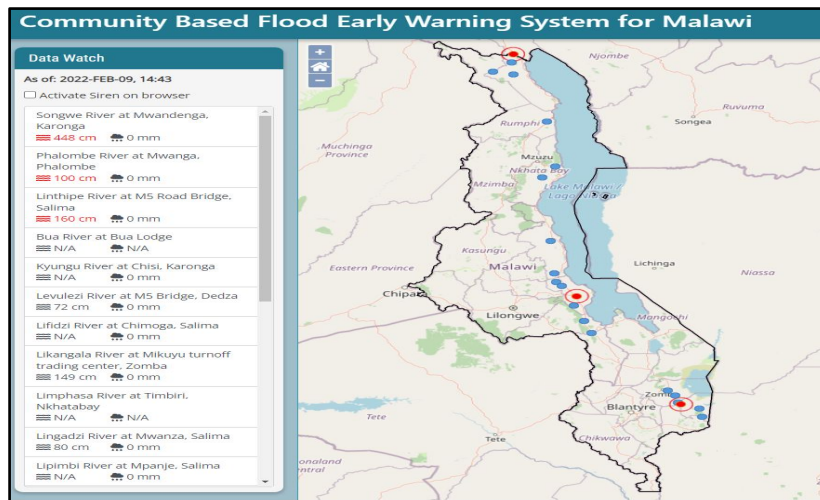 Community Based Flood Early Warning System for Malawi
Data Watch
As of: 2022-FEB-09, 14:43
Activate Siren on browser
Songwe River at Mwandenga,
Karonga
448 cm 0 mm
Phalombe River at Mwanga,
Phalombe
100 cm 0 mm
Linthipe River at M5 Road Bridge,
Salima
160 cm 0 mm
Bua River at Bua Lodge
N/A N/A
Kyungu River at Chisi, Karonga
N/A 0 mm
Levulezi River at M5 Bridge, Dedza
72 cm 0 mm
Lifidzi River at Chimoga, Salima
N/A 0 mm
Likangala River at Mikuyu turnoff
trading center, Zomba
149 cm 0 mm
Limphasa River at Timbiri,
Nkhatabay
N/A N/A
Lingadzi River at Mwanza, Salima
80 cm 0 mm
Lipimbi River at Mpanje, Salima
N/A 0 mm
+
−
Njombe
Ruvuma
Songea
Rumphi
Muchinga
Province
Mzuzu
Nkhata Bay
Mzimba
Lake Malawi /
Kasungu
Eastern Province
Malawi
Lichinga
Niassa
Chipa
Lilongwe
Mangochi
Zom
Blantyre
Chikwawa
Tete
Tete
onaland
entral